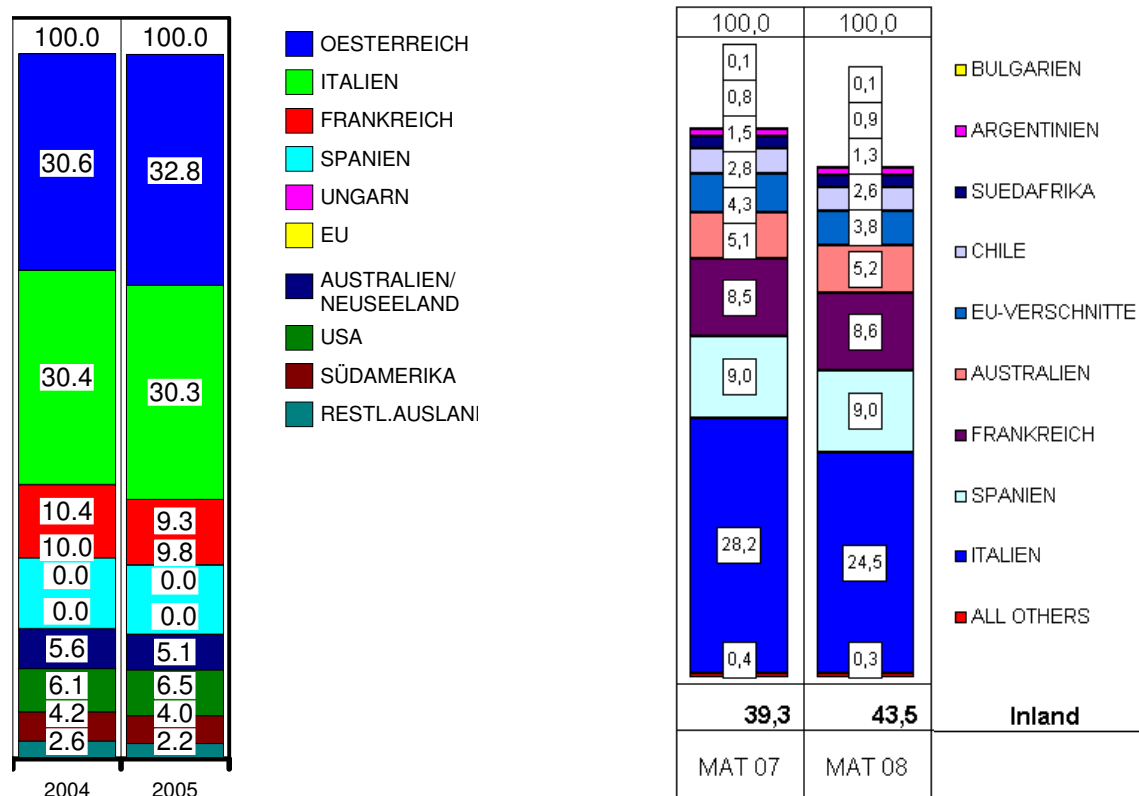 100.0 100.0
30.6 32.8
30.4 30.3
10.4 9.3
10.0 9.8
0.0 0.0
0.0 0.0
5.6 5.1
6.1 6.5
4.2 4.0
2.6 2.2
2004 2005
OESTERREICH
ITALIEN
FRANKREICH
SPANIEN
UNGARN
EU
AUSTRALIEN/
NEUSEELAND
USA
SÜDAMERIKA
RESTL.AUSLAN
100,0 100,0
0,1 0,1
0,8 0,9
1,5 1,3
2,8 2,6
4,3 3,8
5,1 5,2
8,5 8,6
9,0 9,0
28,2 24,5
0,4 0,3
39,3 43,5 Inland
MAT 07 MAT 08
BULGARIEN
ARGENTINIEN
SUEDAFRIKA
CHILE
EU-VERSCHNITTE
AUSTRALIEN
FRANKREICH
SPANIEN
ITALIEN
ALL OTHERS